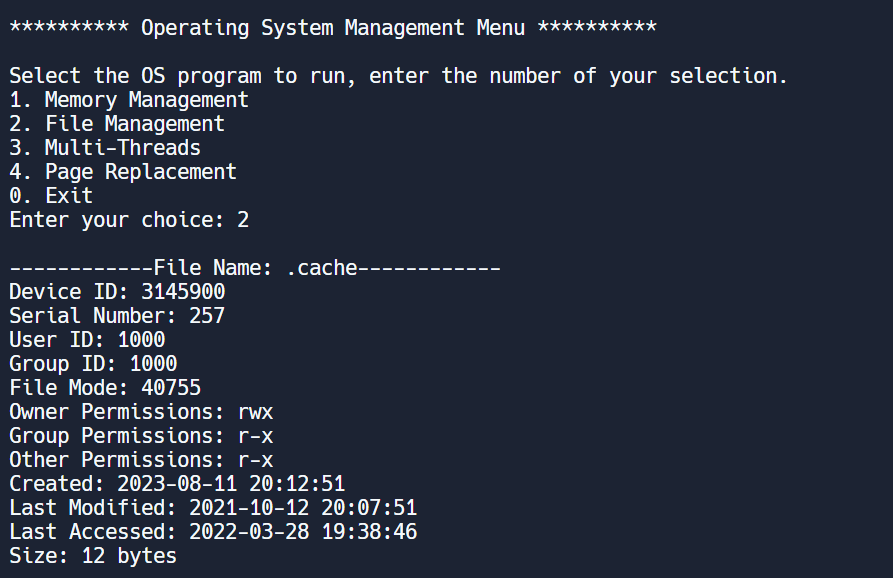 ********** Operating System Management Menu **********
Select the OS program to run, enter the number of your selection.
1. Memory Management
2. File Management
3. Multi-Threads
4. Page Replacement
0. Exit
Enter your choice: 2
------------File Name: .cache------------
Device ID: 3145900
Serial Number: 257
User ID: 1000
Group ID: 1000
File Mode: 40755
Owner Permissions: rwx
Group Permissions: r-x
Other Permissions: r-x
Created: 2023-08-11 20:12:51
Last Modified: 2021-10-12 20:07:51
Last Accessed: 2022-03-28 19:38:46
Size: 12 bytes